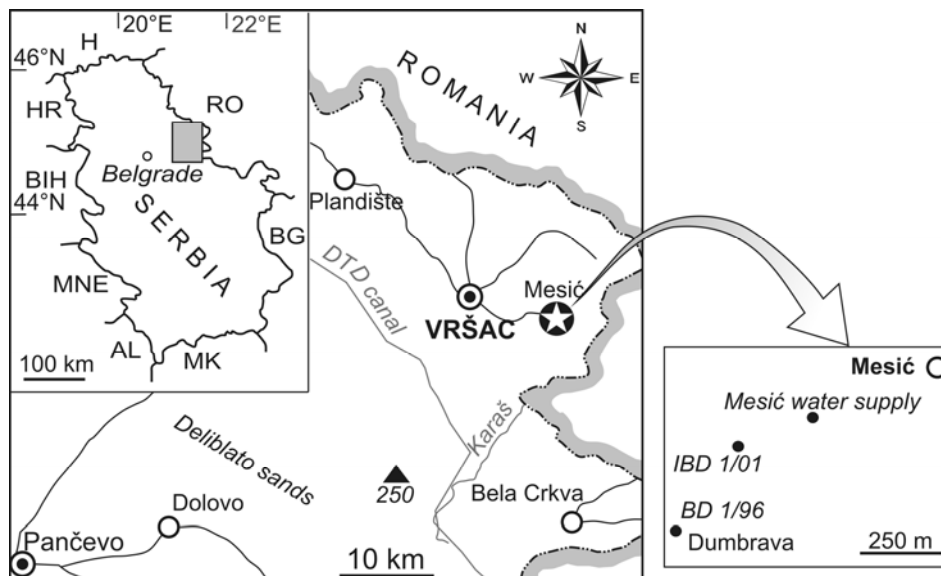 20°E
22°E
H
46°N
HR
RO
BIH
Belgrade
44°N
SERBIA
BG
MNE
AL
MK
100 km
ROMANIA
N
W
E
S
Plandište
DTD canal
Mesić
VRŠAC
Karaš
Deliblato sands
250
Dolovo
Bela Crkva
Pančevo
10 km
Mesić
Mesić water supply
IBD 1/01
BD 1/96
Dumbrava
250 m